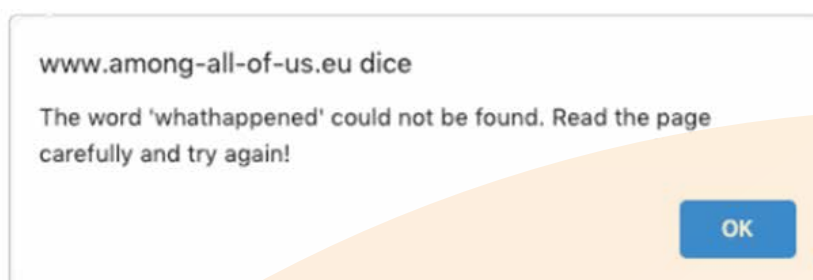 www.among-all-of-us.eu dice
The word 'whathappened' could not be found. Read the page
carefully and try again!
OK